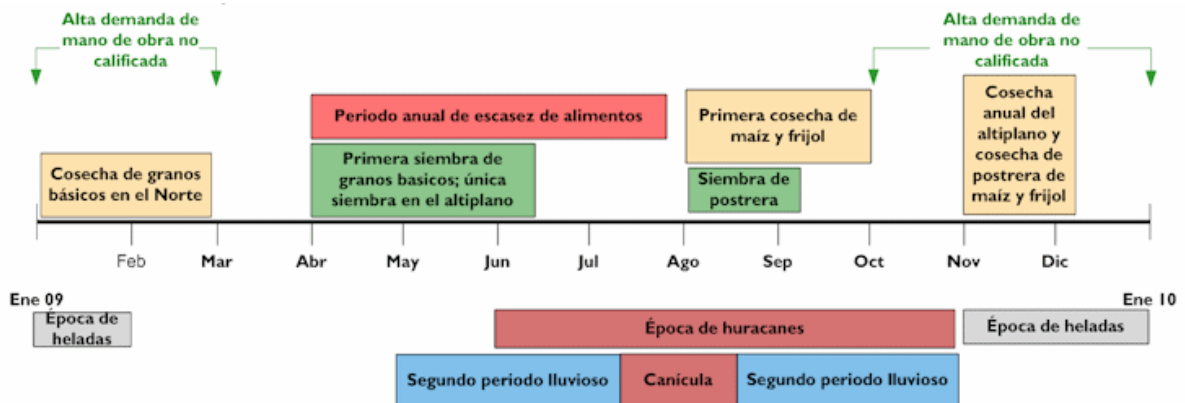 Alta demanda de
mano de obra no
calificada
Alta demanda de
mano de obra no
calificada
Periodo anual de escasez de alimentos
Primera cosecha de
maíz y frijol
Cosecha
anual del
altiplano y
cosecha de
postrera de
maíz y frijol
Cosecha de granos
básicos en el Norte
Primera siembra de
granos basicos; única
siembra en el altiplano
Siembra de
postrera
Feb
Mar
Abr
May
Jun
Jul
Ago
Sep
Oct
Nov
Dic
Ene 09
Ene 10
Época de
heladas
Época de huracanes
Época de heladas
Segundo periodo lluvioso
Canícula
Segundo periodo lluvioso